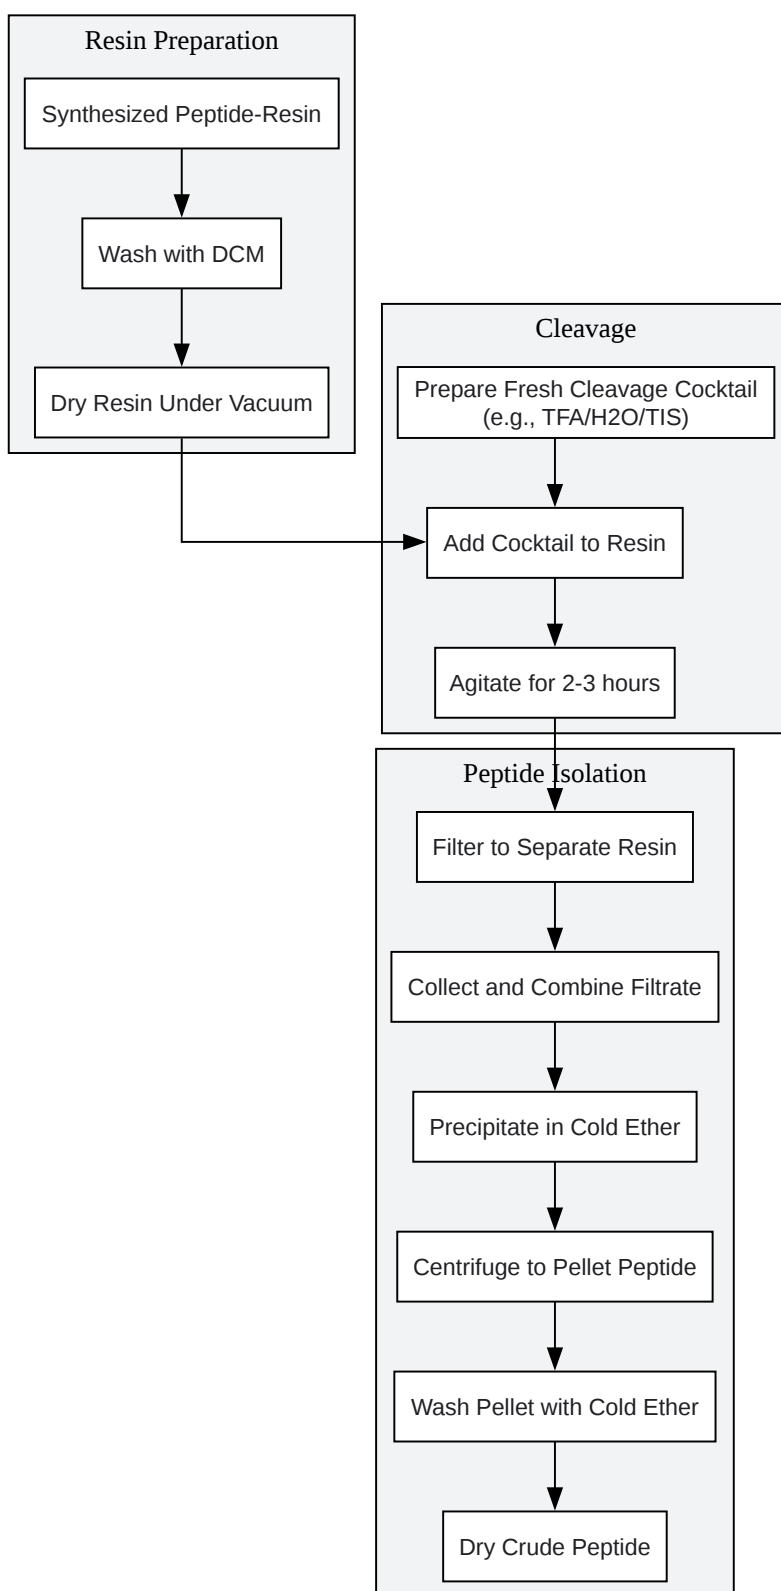 Resin Preparation
Synthesized Peptide-Resin
Wash with DCM
Dry Resin Under Vacuum
Cleavage
Prepare Fresh Cleavage Cocktail
(e.g., TFA/H2O/TIS)
Add Cocktail to Resin
Agitate for 2-3 hours
Peptide Isolation
Filter to Separate Resin
Collect and Combine Filtrate
Precipitate in Cold Ether
Centrifuge to Pellet Peptide
Wash Pellet with Cold Ether
Dry Crude Peptide